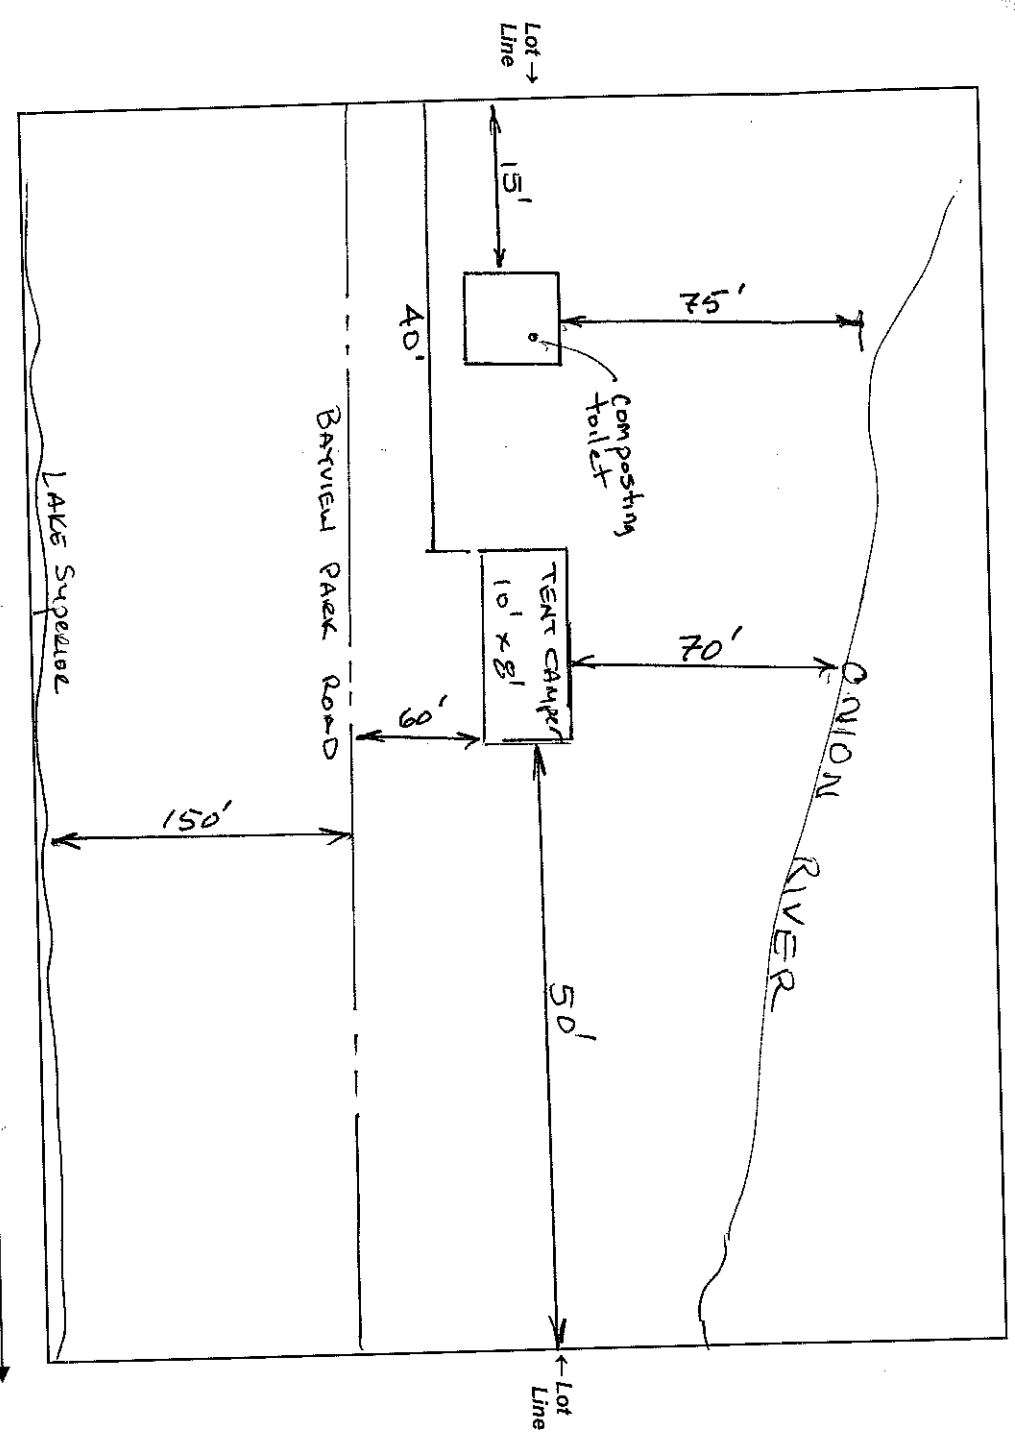 Lot →
Line
15'
75'
40'
Composting
toilet
TENT CAMPer
10' x 8'
70'
60'
ONION RIVER
BAYVIEW PARK ROAD
LAKE SuperioR
150'
50'
← Lot
Line